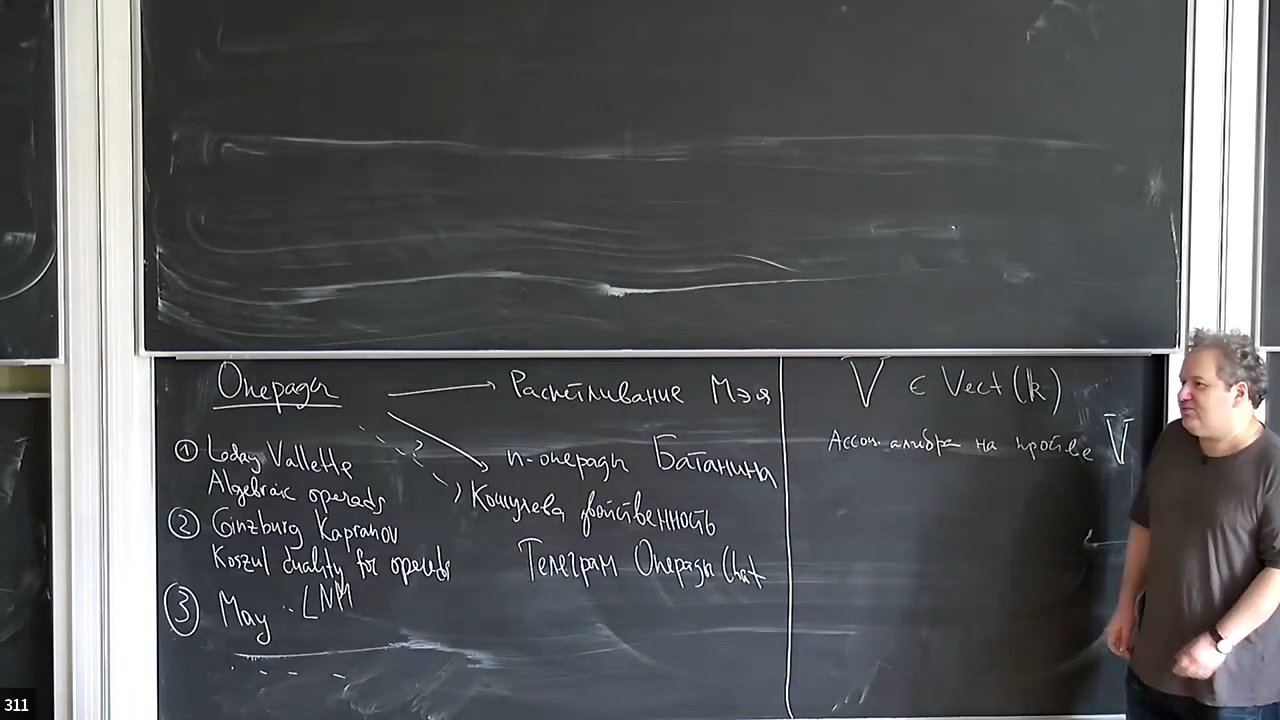 Операды
Распетливание Мэя
n-операды Батанина
Кошулева двойственность
Телеграм Операды Chat
① Loday Vallette
Algebraic operads
② Ginzburg Kapranov
Koszul duality for operads
③ May .. LNM
V ∈ Vect(k)
Ассоц. алгебра на пр-ве V
311